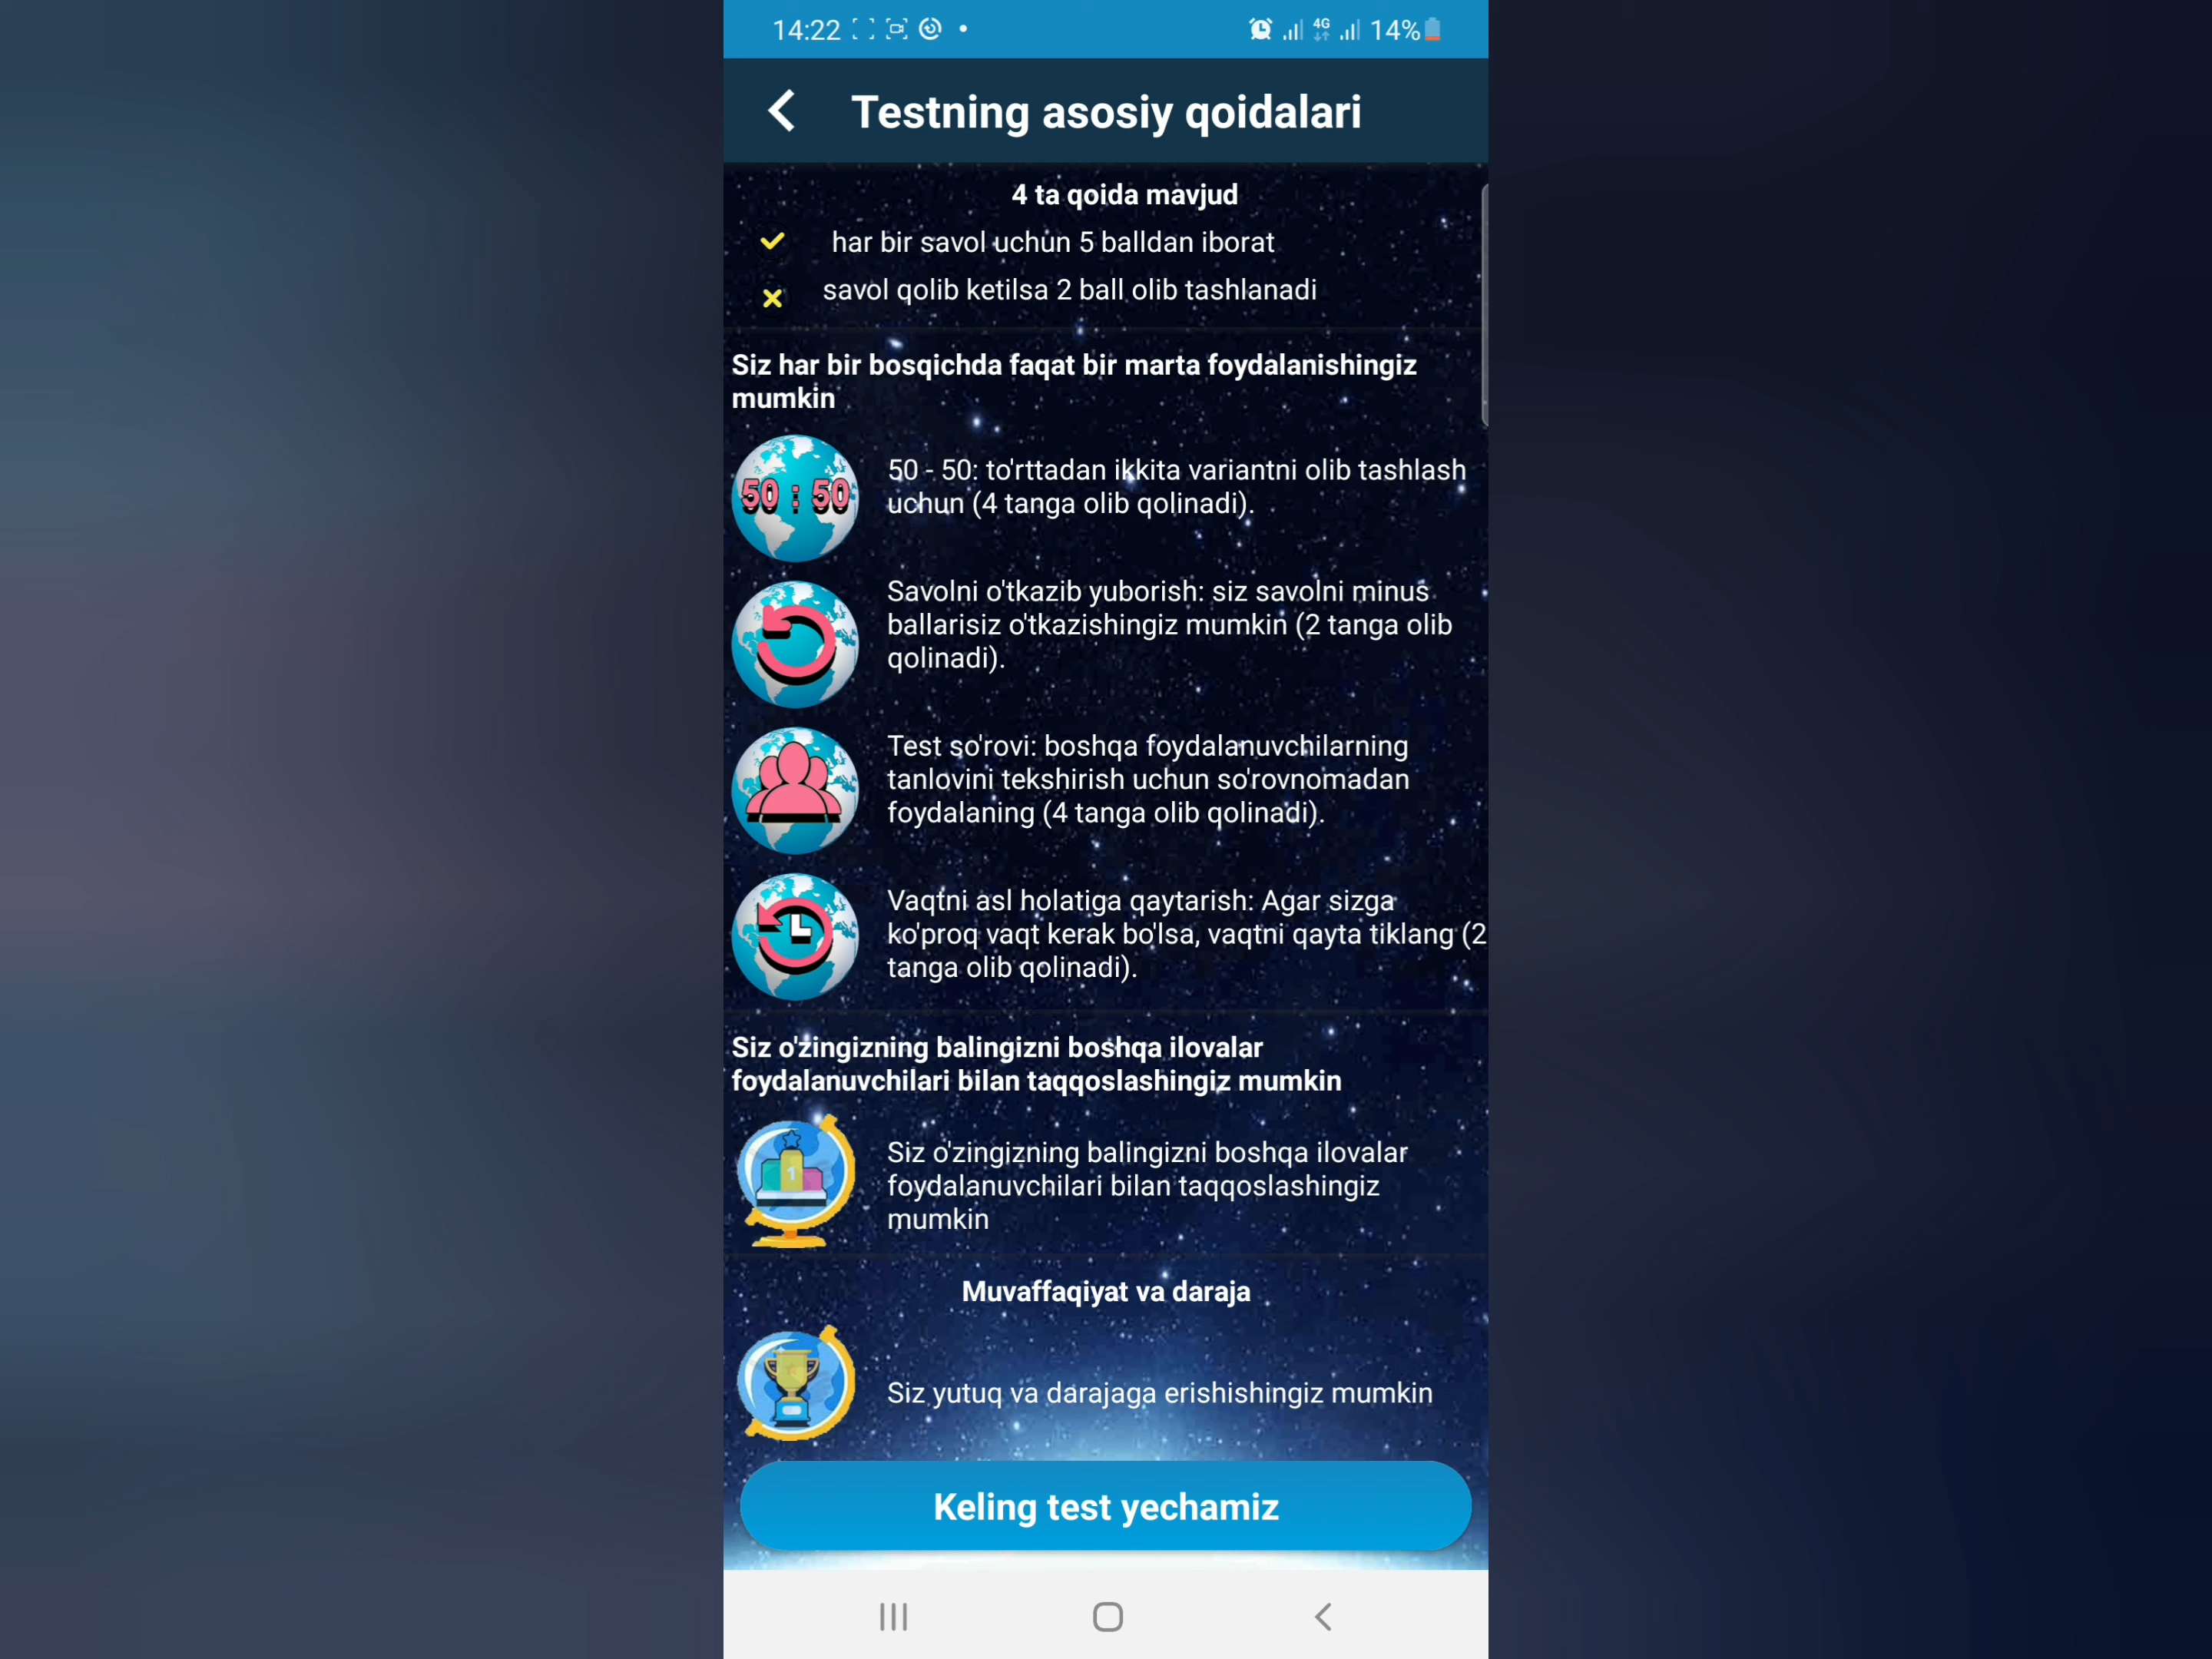 14:22
4G
14%
Testning asosiy qoidalari
4 ta qoida mavjud
har bir savol uchun 5 balldan iborat
savol qolib ketilsa 2 ball olib tashlanadi
Siz har bir bosqichda faqat bir marta foydalanishingiz
mumkin
50 : 50
50 - 50: to'rttadan ikkita variantni olib tashlash
uchun (4 tanga olib qolinadi).
Savolni o'tkazib yuborish: siz savolni minus
ballarisiz o'tkazishingiz mumkin (2 tanga olib
qolinadi).
Test so'rovi: boshqa foydalanuvchilarning
tanlovini tekshirish uchun so'rovnomadan
foydalaning (4 tanga olib qolinadi).
Vaqtni asl holatiga qaytarish: Agar sizga
ko'proq vaqt kerak bo'lsa, vaqtni qayta tiklang (2
tanga olib qolinadi).
Siz o'zingizning balingizni boshqa ilovalar
foydalanuvchilari bilan taqqoslashingiz mumkin
1
Siz o'zingizning balingizni boshqa ilovalar
foydalanuvchilari bilan taqqoslashingiz
mumkin
Muvaffaqiyat va daraja
Siz yutuq va darajaga erishishingiz mumkin
Keling test yechamiz